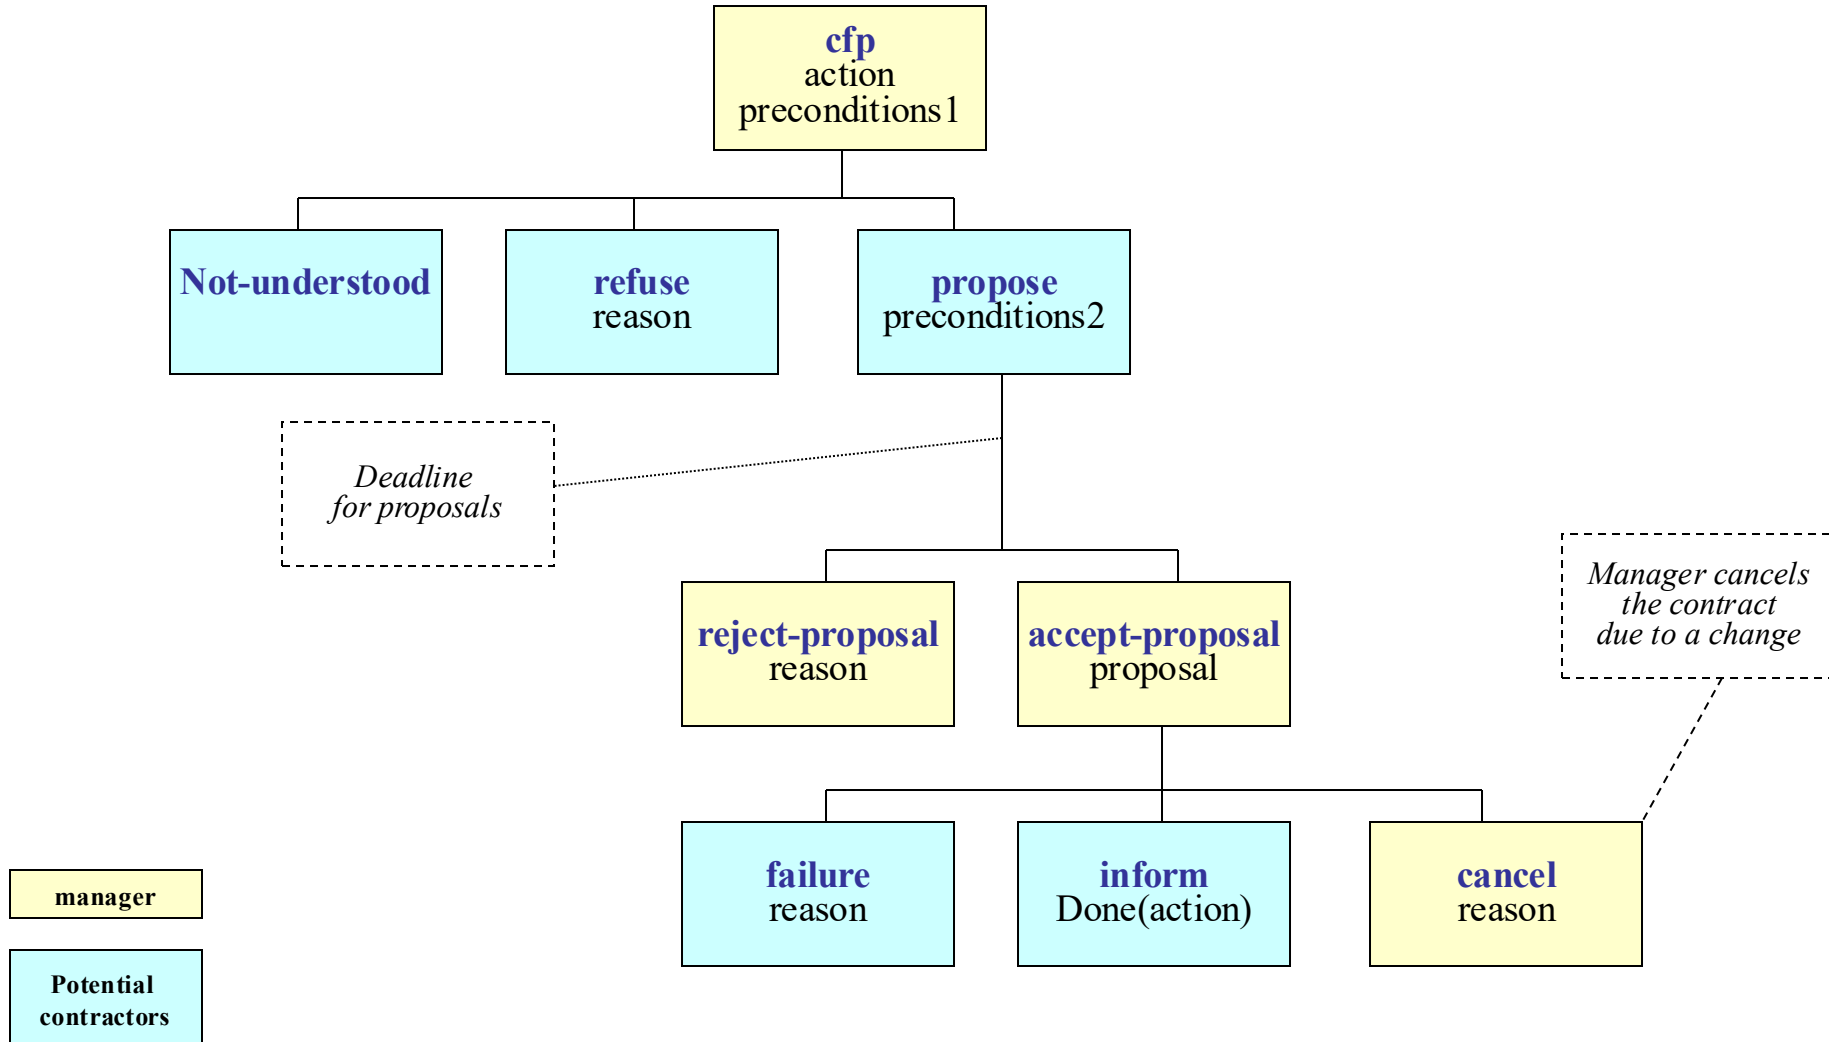 cfp
action
preconditions1
Not-understood
refuse
reason
propose
preconditions2
Deadline
for proposals
Manager cancels
the contract
due to a change
reject-proposal
reason
accept-proposal
proposal
failure
reason
inform
Done(action)
cancel
reason
manager
Potential
contractors